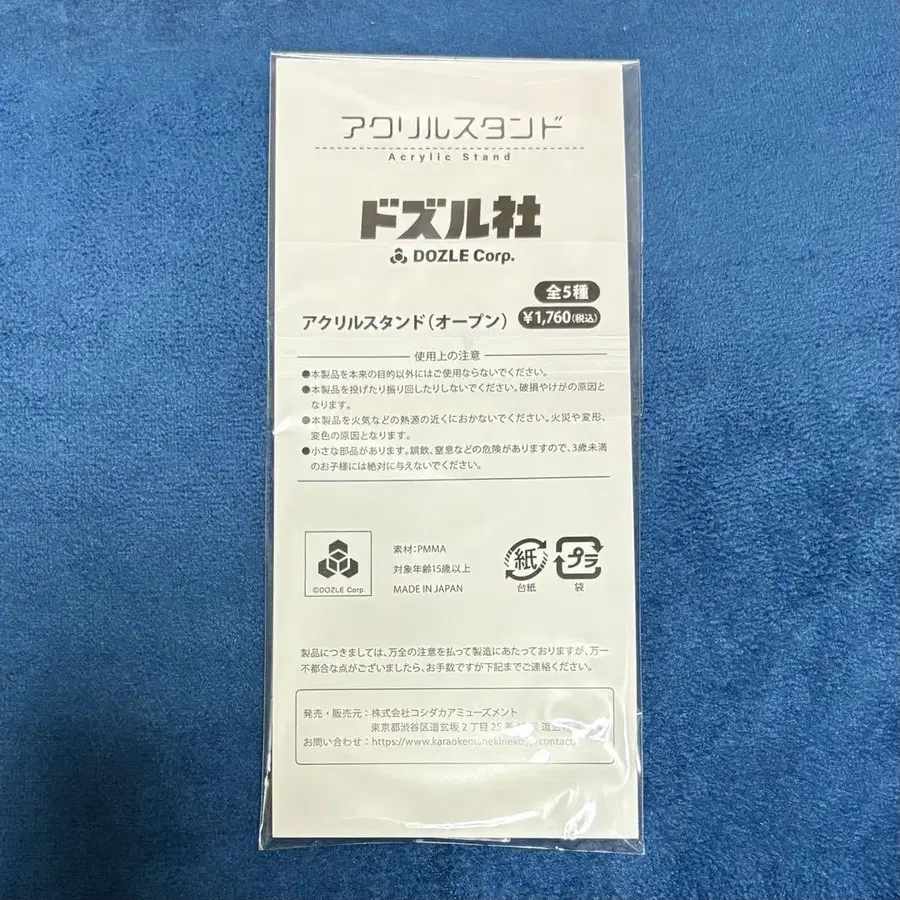 アクリルスタンド
Acrylic Stand
ドズル社
DOZLE Corp.
全5種
アクリルスタンド(オープン) ¥1,760(税込)
使用上の注意
●本製品を本来の目的以外にはご使用ならないでください。
●本製品を投げたり振り回したりしないでください。破損やけがの原因と
なります。
●本製品を火気などの熱源の近くにおかないでください。火災や変形、
変色の原因となります。
●小さな部品があります。誤飲、窒息などの危険がありますので、3歳未満
のお子様には絶対に与えないでください。
©DOZLE Corp.
素材:PMMA
対象年齢15歳以上
MADE IN JAPAN
紙
台紙
プラ
袋
製品につきましては、万全の注意を払って製造にあたっておりますが、万一
不都合な点がございましたら、お手数ですが下記までご連絡ください。
発売・販売元:株式会社コシダカアミューズメント
東京都渋谷区道玄坂2丁目25番
お問い合わせ:https://www.karaokemanekineko